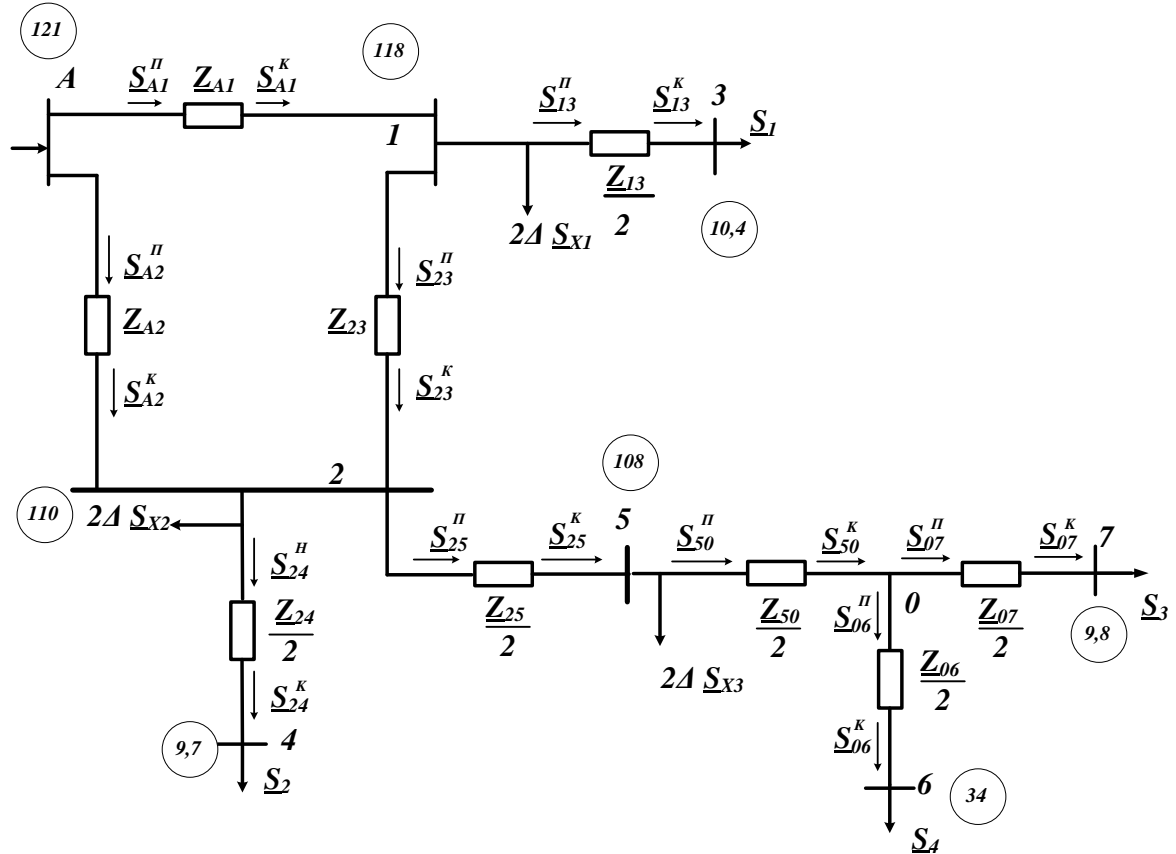 121
118
A
S_A1^П
Z_A1
S_A1^К
1
S_13^П
S_13^К
3
S_1
Z_13
2
2Δ S_X1
10,4
S_A2^П
Z_A2
S_A2^К
S_23^П
Z_23
S_23^К
2
110
2Δ S_X2
108
5
S_25^П
S_25^К
Z_25
2
S_50^П
S_50^К
Z_50
2
2Δ S_X3
S_07^П
S_07^К
7
0
Z_07
2
S_3
9,8
S_24^Н
Z_24
2
S_24^К
9,7
4
S_2
S_06^П
Z_06
2
S_06^К
6
34
S_4